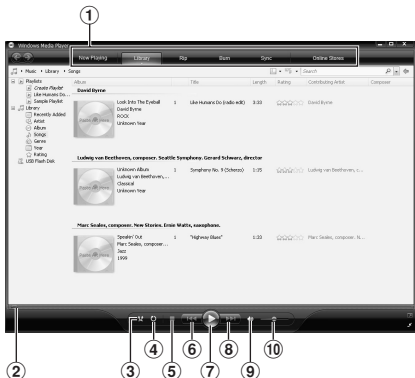 1
Windows Media Player
Now Playing Library Rip Burn Sync Online Stores
Music Library Songs Search
Playlists
Create Playlist
Like Humans Do...
Sample Playlist
Library
Recently Added
Artist
Album
Songs
Genre
Year
Rating
USB Flash Disk
Album Title Length Rating Contributing Artist Composer
David Byrne
Look Into The Eyeball 1 Like Humans Do (radio edit) 3:33 David Byrne
David Byrne
ROCK
Unknown Year
Ludwig van Beethoven, composer. Seattle Symphony. Gerard Schwarz, director
Unknown Album 1 Symphony No. 9 (Scherzo) 1:15 Ludwig van Beethoven, c...
Ludwig van Beethoven,...
Classical
Unknown Year
Marc Seales, composer. New Stories. Ernie Watts, saxophone.
Speakin' Out 1 "Highway Blues" 1:33 Marc Seales, composer. N...
Marc Seales, composer...
Jazz
1999
2 3 4 5 6 7 8 9 10